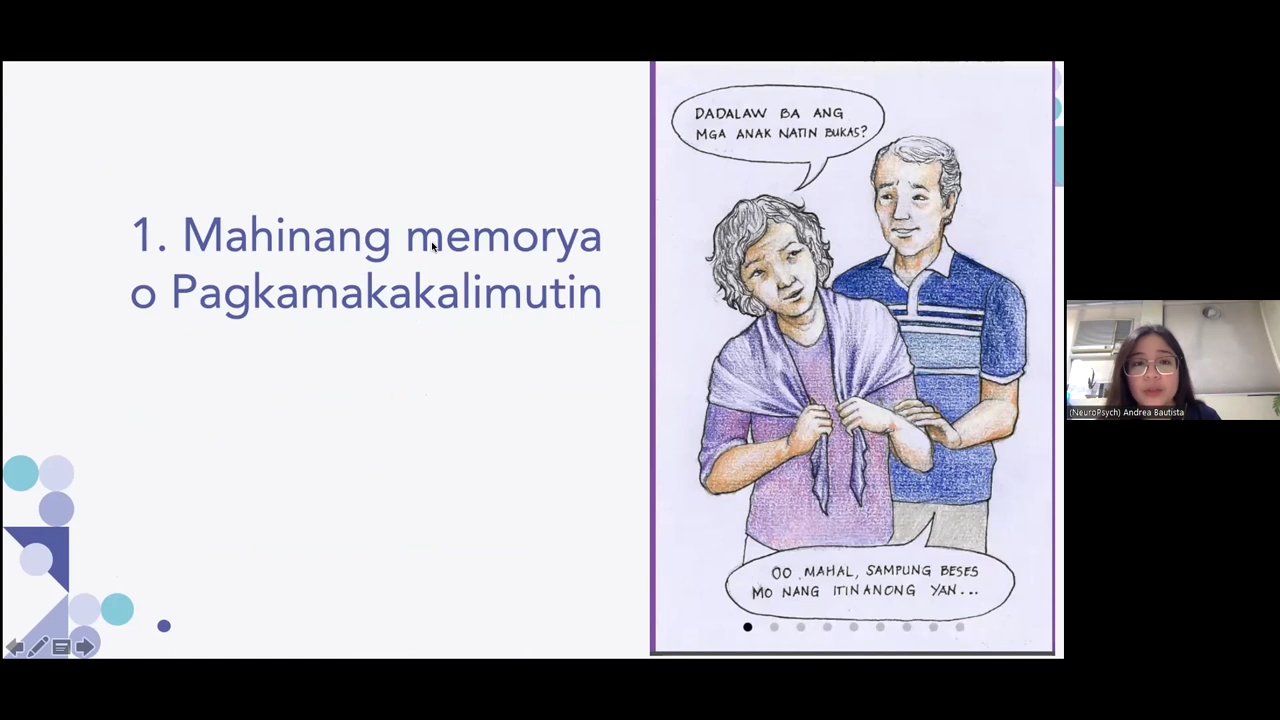 1. Mahinang memorya
o Pagkamakakalimutin
DADALAW BA ANG
MGA ANAK NATIN BUKAS?
OO MAHAL, SAMPUNG BESES
MO NANG ITINANONG YAN...
(NeuroPsych) Andrea Bautista